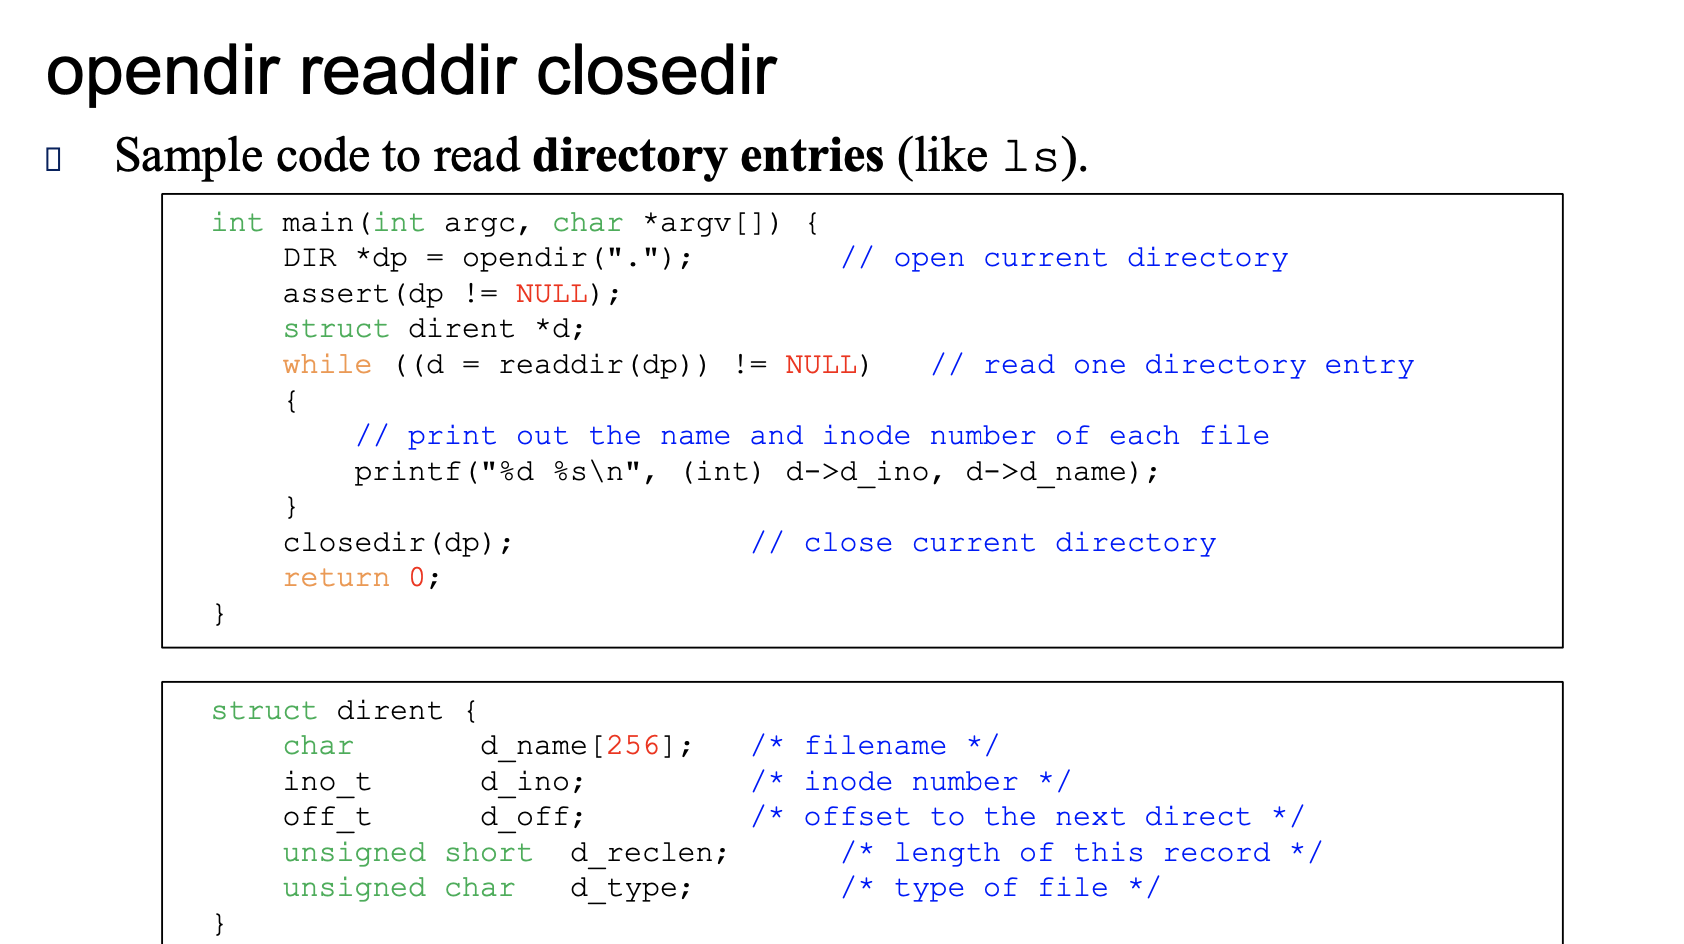 opendir readdir closedir
Sample code to read directory entries (like ls).
int main(int argc, char *argv[]) {
DIR *dp = opendir("."); // open current directory
assert(dp != NULL);
struct dirent *d;
while ((d = readdir(dp)) != NULL) // read one directory entry
{
// print out the name and inode number of each file
printf("%d %s\n", (int) d->d_ino, d->d_name);
}
closedir(dp); // close current directory
return 0;
}
struct dirent {
char d_name[256]; /* filename */
ino_t d_ino; /* inode number */
off_t d_off; /* offset to the next direct */
unsigned short d_reclen; /* length of this record */
unsigned char d_type; /* type of file */
}